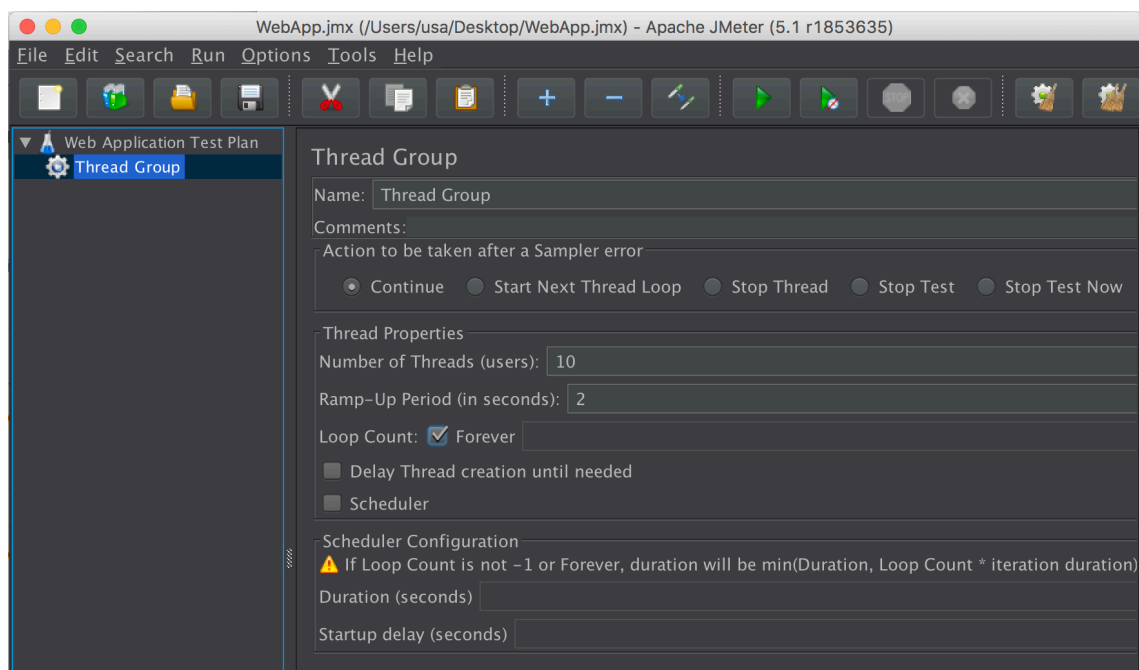 WebApp.jmx (/Users/usa/Desktop/WebApp.jmx) - Apache JMeter (5.1 r1853635)
File Edit Search Run Options Tools Help
STOP
Web Application Test Plan
Thread Group
Thread Group
Name: Thread Group
Comments:
Action to be taken after a Sampler error
Continue Start Next Thread Loop Stop Thread Stop Test Stop Test Now
Thread Properties
Number of Threads (users): 10
Ramp-Up Period (in seconds): 2
Loop Count: Forever
Delay Thread creation until needed
Scheduler
Scheduler Configuration
If Loop Count is not -1 or Forever, duration will be min(Duration, Loop Count * iteration duration)
Duration (seconds)
Startup delay (seconds)